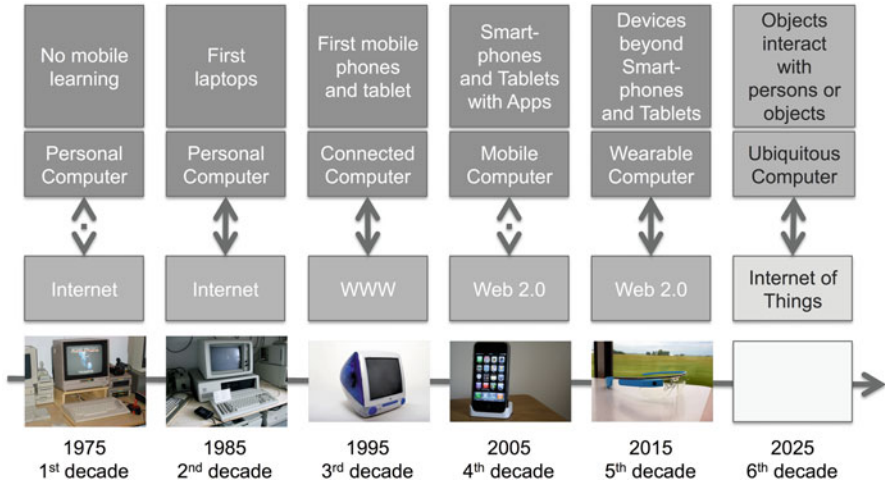 No mobile
learning
First
laptops
First mobile
phones
and tablet
Smart-
phones
and Tablets
with Apps
Devices
beyond
Smart-
phones
and Tablets
Objects
interact
with
persons or
objects
Personal
Computer
Personal
Computer
Connected
Computer
Mobile
Computer
Wearable
Computer
Ubiquitous
Computer
Internet
Internet
WWW
Web 2.0
Web 2.0
Internet of
Things
1975
1st decade
1985
2nd decade
1995
3rd decade
2005
4th decade
2015
5th decade
2025
6th decade